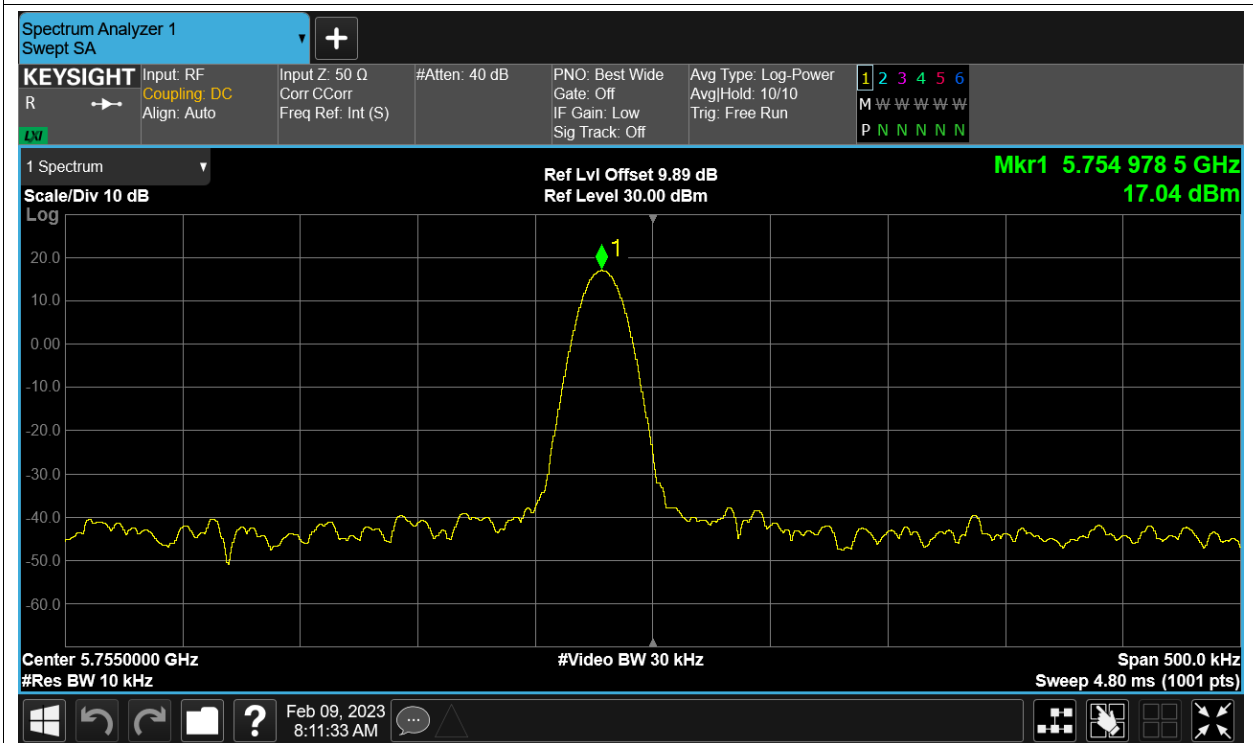 Spectrum Analyzer 1
Swept SA
KEYSIGHT
R
LXI
Input: RF
Coupling: DC
Align: Auto
Input Z: 50 Ω
Corr CCorr
Freq Ref: Int (S)
#Atten: 40 dB
PNO: Best Wide
Gate: Off
IF Gain: Low
Sig Track: Off
Avg Type: Log-Power
Avg|Hold: 10/10
Trig: Free Run
1 2 3 4 5 6
M W W W W W
P N N N N N
1 Spectrum
Scale/Div 10 dB
Ref Lvl Offset 9.89 dB
Ref Level 30.00 dBm
Mkr1 5.754 978 5 GHz
17.04 dBm
Log
1
20.0
10.0
0.00
-10.0
-20.0
-30.0
-40.0
-50.0
-60.0
Center 5.7550000 GHz
#Video BW 30 kHz
Span 500.0 kHz
#Res BW 10 kHz
Sweep 4.80 ms (1001 pts)
?
Feb 09, 2023
8:11:33 AM